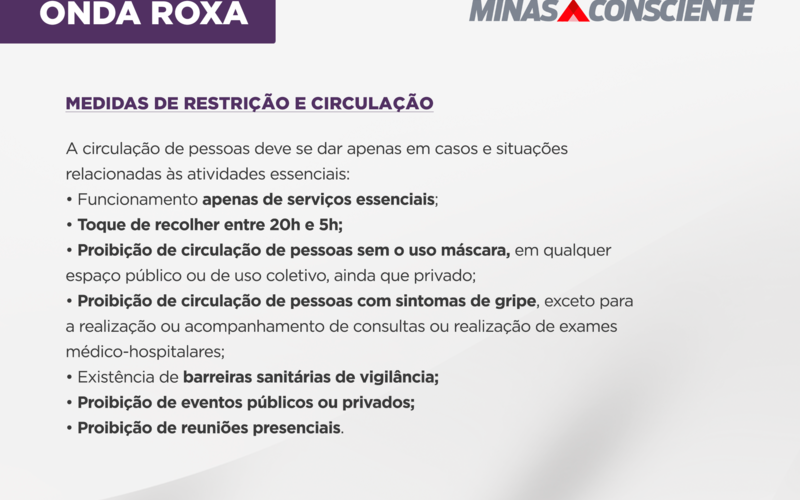 ONDA ROXA
MINAS CONSCIENTE
MEDIDAS DE RESTRIÇÃO E CIRCULAÇÃO
A circulação de pessoas deve se dar apenas em casos e situações
relacionadas às atividades essenciais:
• Funcionamento apenas de serviços essenciais;
• Toque de recolher entre 20h e 5h;
• Proibição de circulação de pessoas sem o uso máscara, em qualquer
espaço público ou de uso coletivo, ainda que privado;
• Proibição de circulação de pessoas com sintomas de gripe, exceto para
a realização ou acompanhamento de consultas ou realização de exames
médico-hospitalares;
• Existência de barreiras sanitárias de vigilância;
• Proibição de eventos públicos ou privados;
• Proibição de reuniões presenciais.